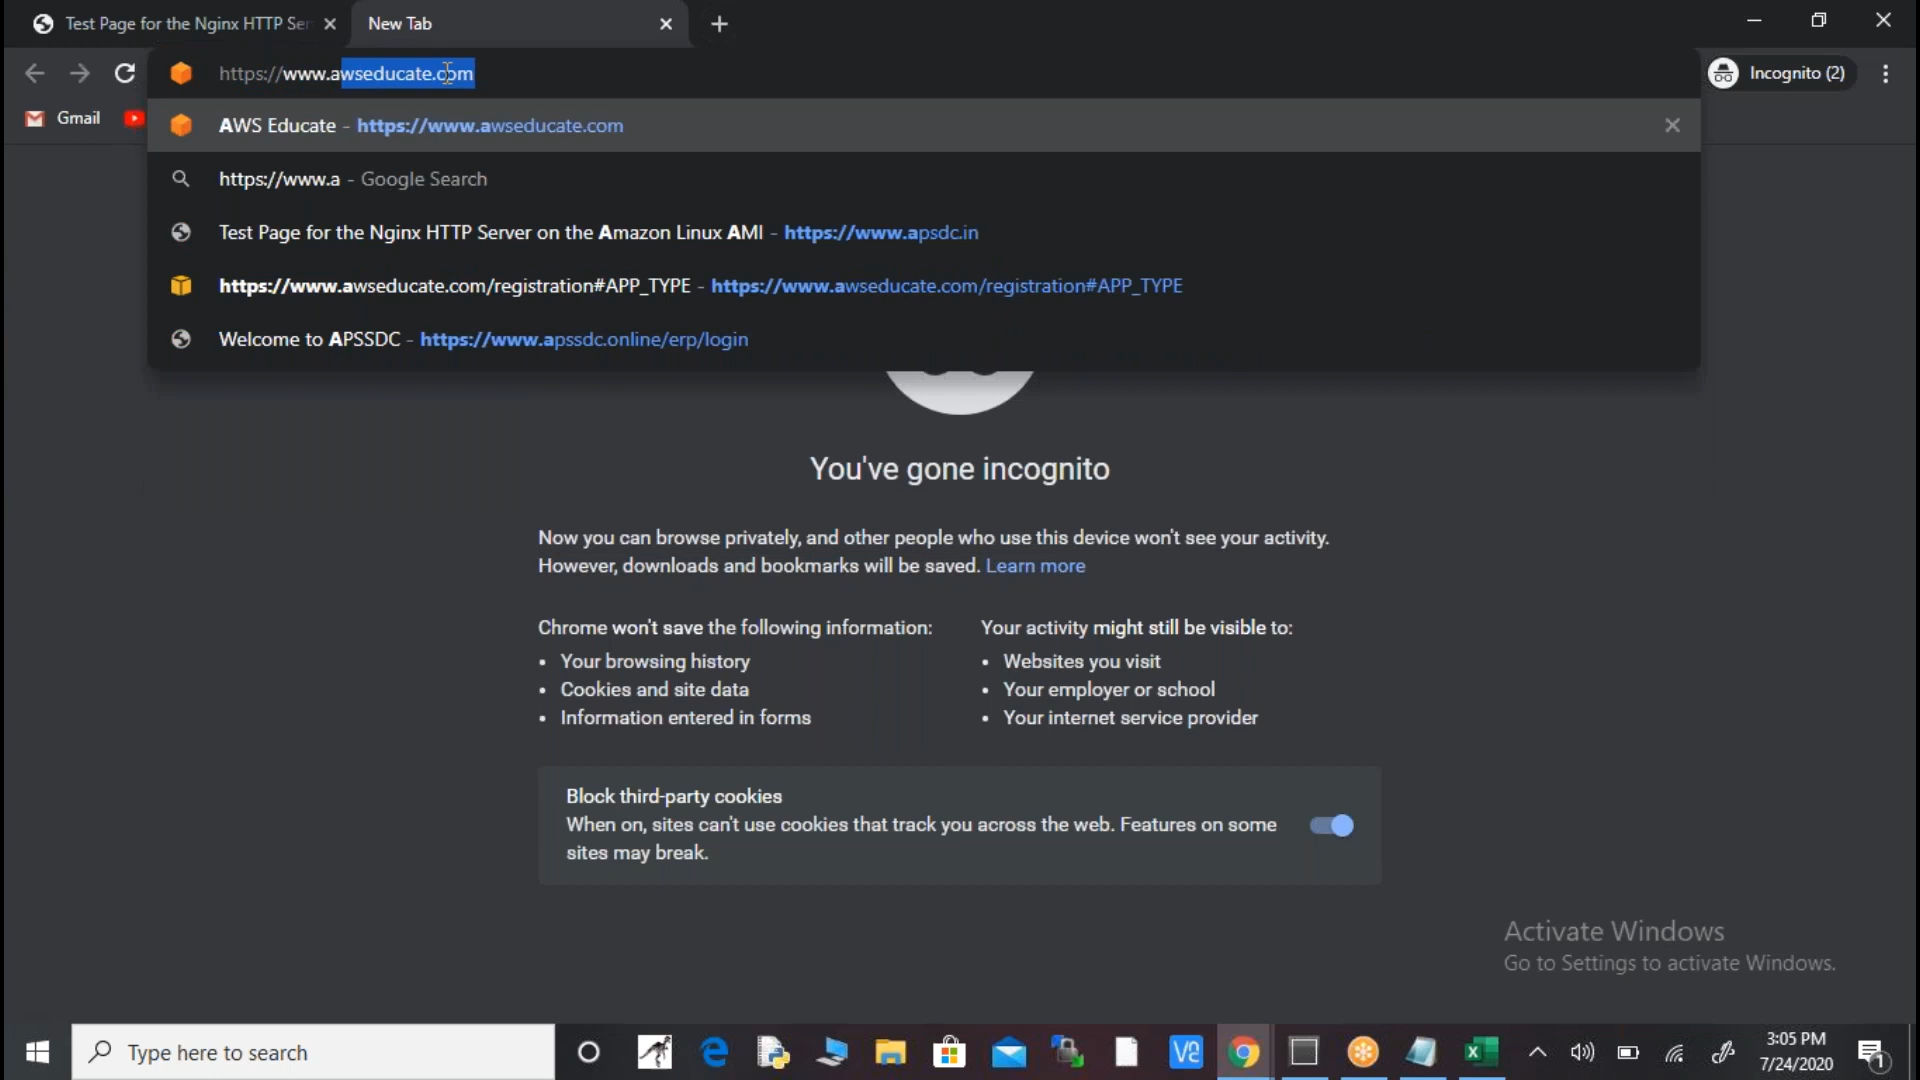 Test Page for the Nginx HTTP Ser
New Tab
https://www.awseducate.com
Incognito (2)
Gmail
AWS Educate - https://www.awseducate.com
https://www.a - Google Search
Test Page for the Nginx HTTP Server on the Amazon Linux AMI - https://www.apsdc.in
https://www.awseducate.com/registration#APP_TYPE - https://www.awseducate.com/registration#APP_TYPE
Welcome to APSSDC - https://www.apssdc.online/erp/login
You've gone incognito
Now you can browse privately, and other people who use this device won't see your activity.
However, downloads and bookmarks will be saved. Learn more
Chrome won't save the following information:
• Your browsing history
• Cookies and site data
• Information entered in forms
Your activity might still be visible to:
• Websites you visit
• Your employer or school
• Your internet service provider
Block third-party cookies
When on, sites can't use cookies that track you across the web. Features on some
sites may break.
Activate Windows
Go to Settings to activate Windows.
Type here to search
3:05 PM
7/24/2020
1